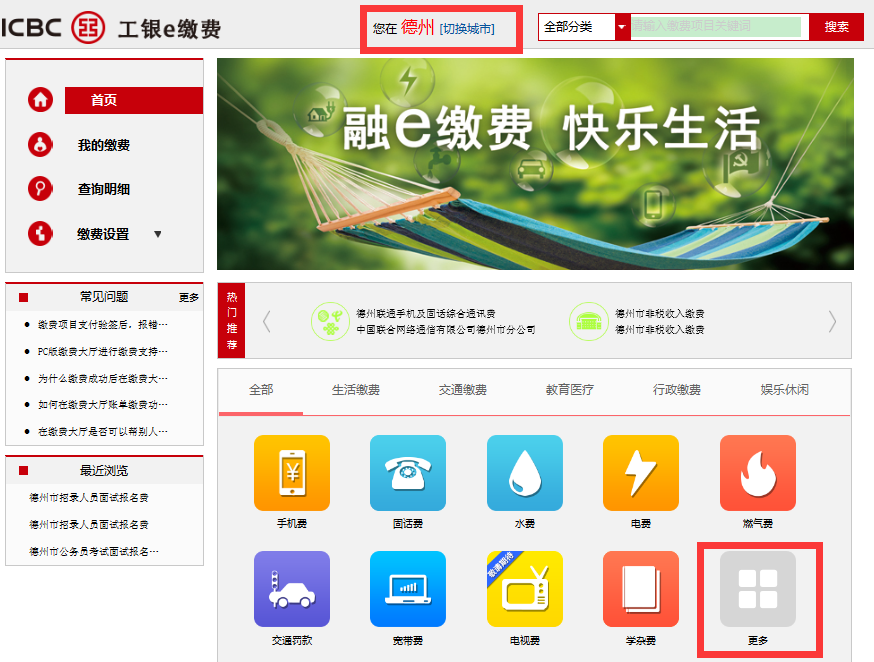 ICBC 工银e缴费
您在 德州 [切换城市]
全部分类
请输入缴费项目关键词
搜索
首页
我的缴费
查询明细
缴费设置
融e缴费 快乐生活
常见问题
更多
缴费项目支付验签后，报错…
PC版缴费大厅进行缴费支持…
为什么缴费成功后在缴费大…
如何在缴费大厅账单缴费功…
在缴费大厅是否可以帮别人…
最近浏览
德州市招录人员面试报名费
德州市招录人员面试报名费
德州市公务员考试面试报名…
热门推荐
德州联通手机及固话综合通讯费
中国联合网络通信有限公司德州市分公司
德州市非税收入缴费
德州市非税收入缴费
全部
生活缴费
交通缴费
教育医疗
行政缴费
娱乐休闲
手机费
固话费
水费
电费
燃气费
交通罚款
宽带费
敬请期待
电视费
学杂费
更多